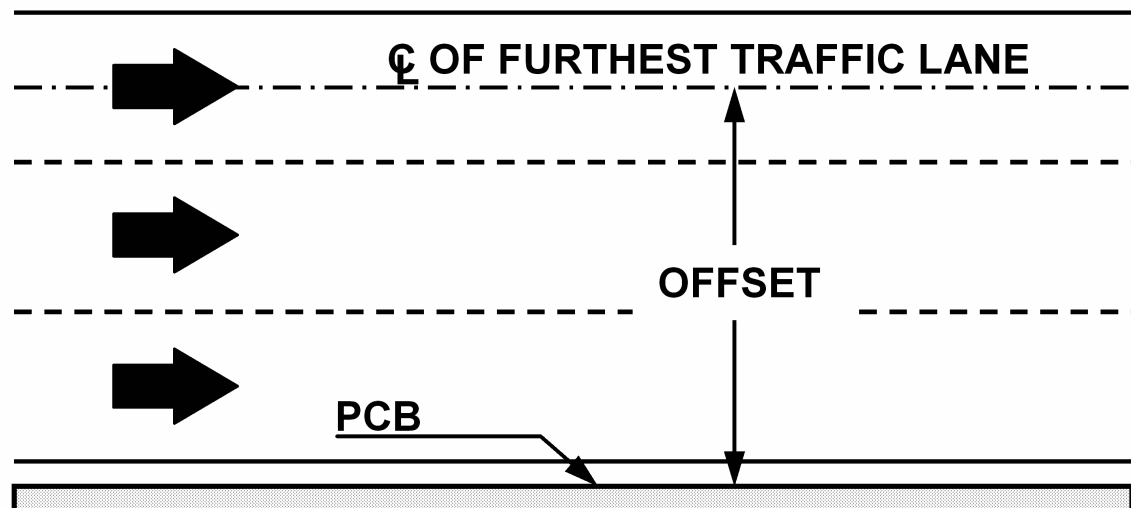 ℄ OF FURTHEST TRAFFIC LANE
OFFSET
PCB